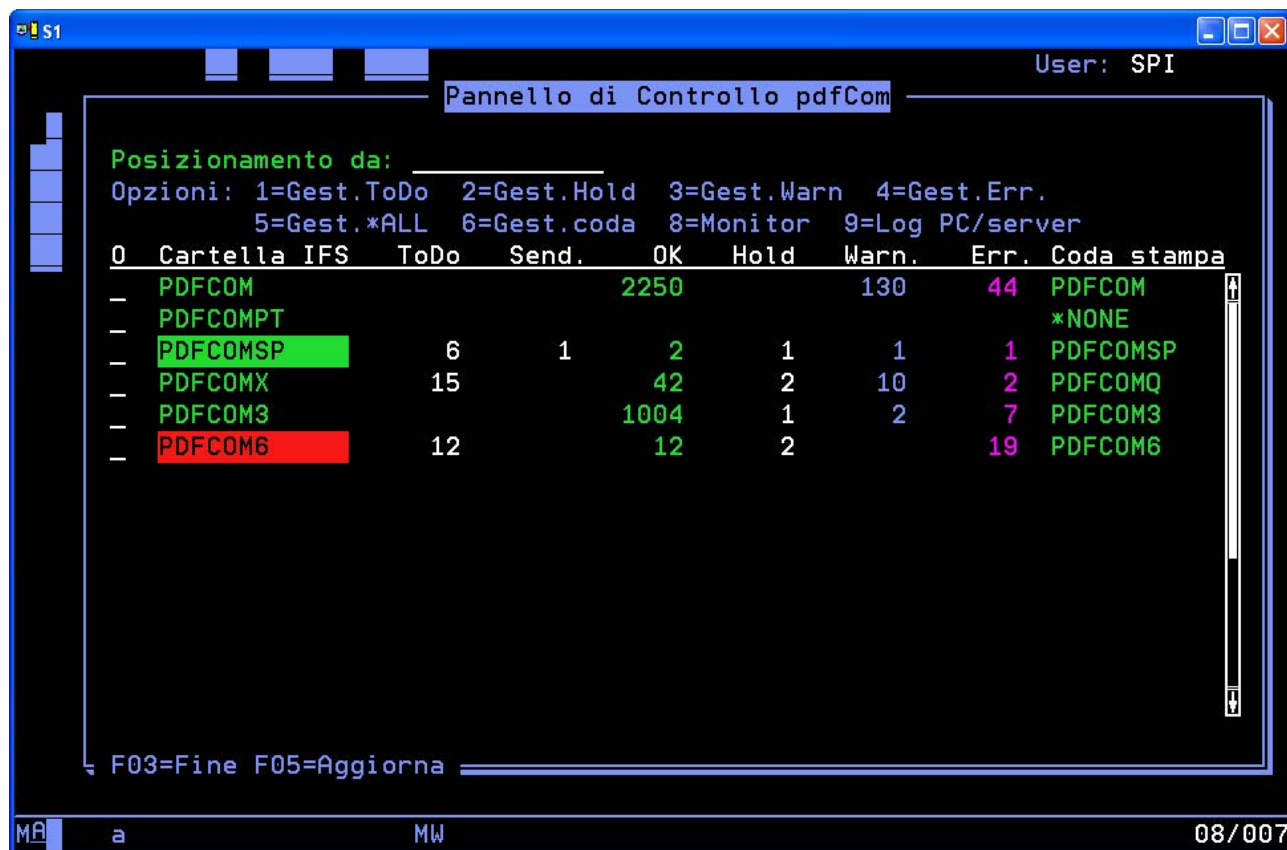 S1
User: SPI
Pannello di Controllo pdfCom
Posizionamento da:
Opzioni: 1=Gest.ToDo 2=Gest.Hold 3=Gest.Warn 4=Gest.Err.
5=Gest.*ALL 6=Gest.coda 8=Monitor 9=Log PC/server
O Cartella IFS ToDo Send. OK Hold Warn. Err. Coda stampa
PDFCOM 2250 130 44 PDFCOM
PDFCOMPT *NONE
PDFCOMSP 6 1 2 1 1 1 PDFCOMSP
PDFCOMX 15 42 2 10 2 PDFCOMQ
PDFCOM3 1004 1 2 7 PDFCOM3
PDFCOM6 12 12 2 19 PDFCOM6
F03=Fine F05=Aggiorna
MA a MW 08/007